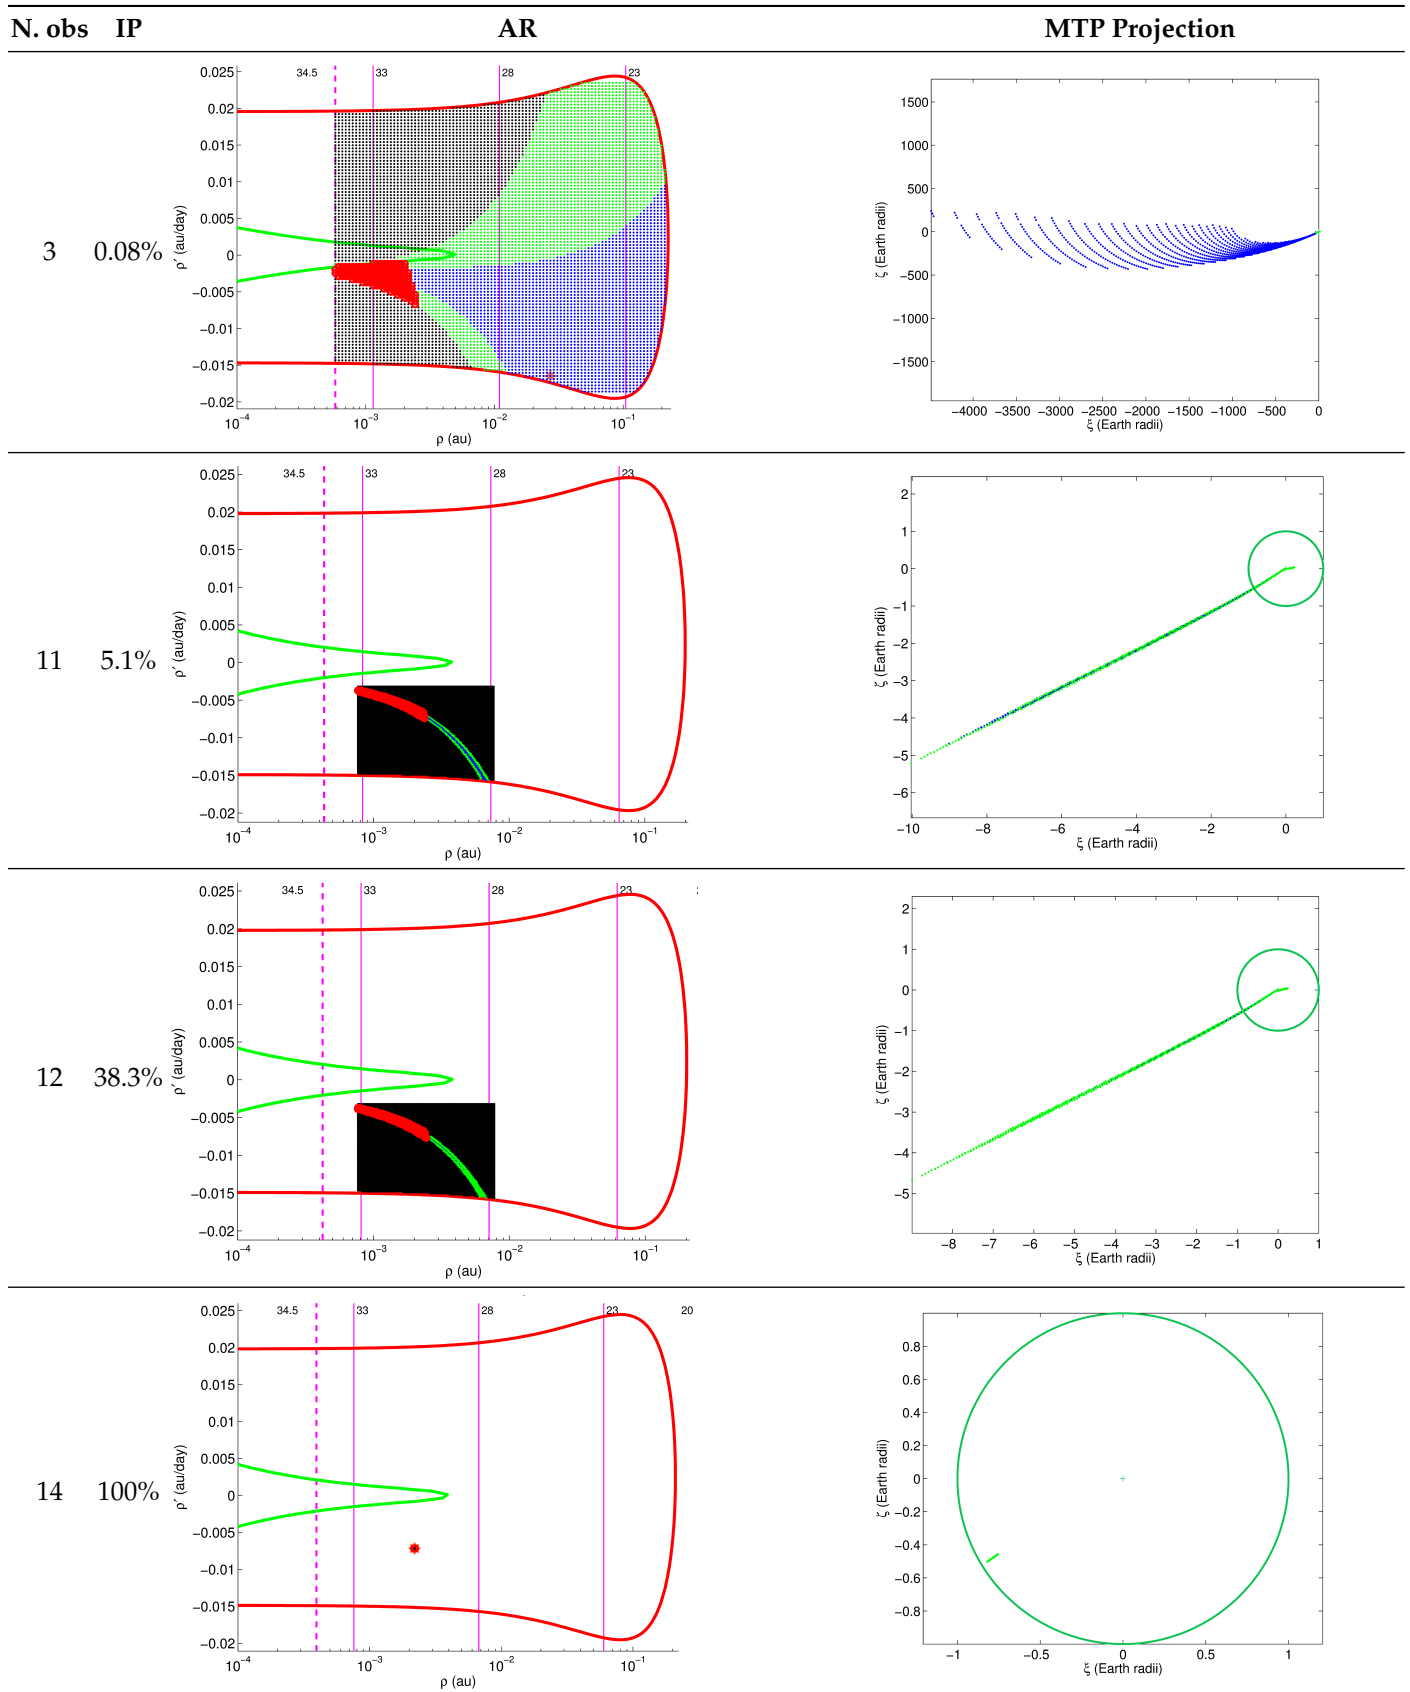 N. obs IP AR MTP Projection
3 0.08%
34.5 33 28 23
0.025
0.02
0.015
0.01
0.005
0
−0.005
−0.01
−0.015
−0.02
ρ′ (au/day)
10−4 10−3 10−2 10−1
ρ (au)
1500
1000
500
0
−500
−1000
−1500
ζ (Earth radii)
−4000 −3500 −3000 −2500 −2000 −1500 −1000 −500 0
ξ (Earth radii)
11 5.1%
34.5 33 28 23
0.025
0.02
0.015
0.01
0.005
0
−0.005
−0.01
−0.015
−0.02
ρ′ (au/day)
10−4 10−3 10−2 10−1
ρ (au)
2
1
0
−1
−2
−3
−4
−5
−6
ζ (Earth radii)
−10 −8 −6 −4 −2 0
ξ (Earth radii)
12 38.3%
34.5 33 28 23
0.025
0.02
0.015
0.01
0.005
0
−0.005
−0.01
−0.015
−0.02
ρ′ (au/day)
10−4 10−3 10−2 10−1
ρ (au)
2
1
0
−1
−2
−3
−4
−5
ζ (Earth radii)
−8 −7 −6 −5 −4 −3 −2 −1 0 1
ξ (Earth radii)
14 100%
34.5 33 28 23 20
0.025
0.02
0.015
0.01
0.005
0
−0.005
−0.01
−0.015
−0.02
ρ′ (au/day)
10−4 10−3 10−2 10−1
ρ (au)
0.8
0.6
0.4
0.2
0
−0.2
−0.4
−0.6
−0.8
ζ (Earth radii)
−1 −0.5 0 0.5 1
ξ (Earth radii)